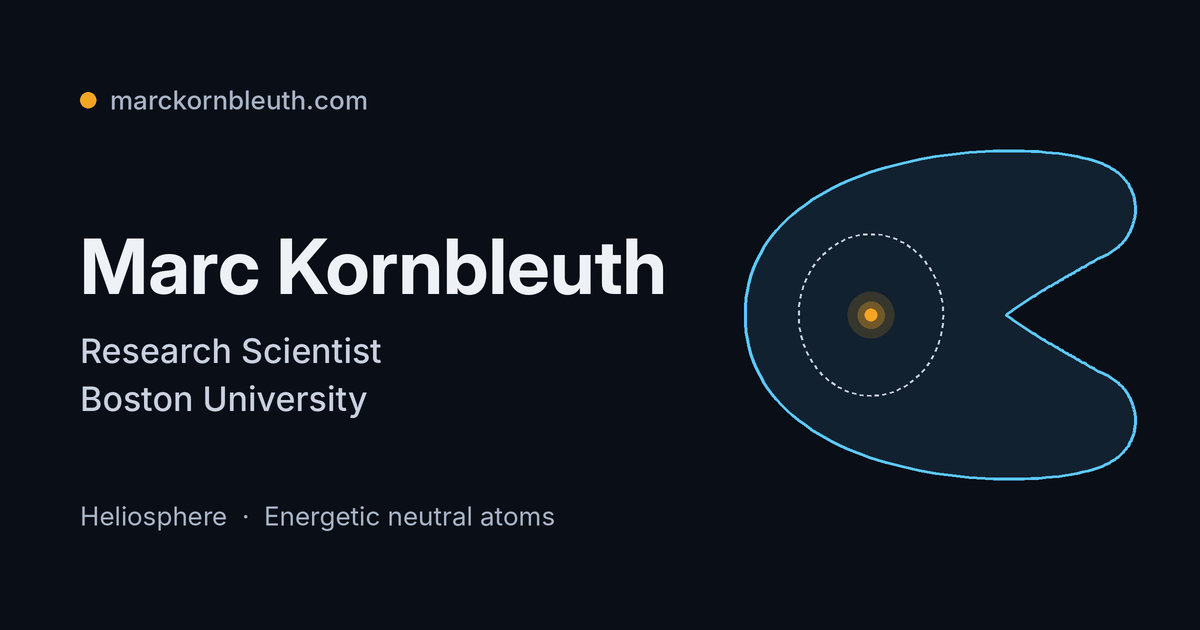 marckornbleuth.com
Marc Kornbleuth
Research Scientist
Boston University
Heliosphere · Energetic neutral atoms